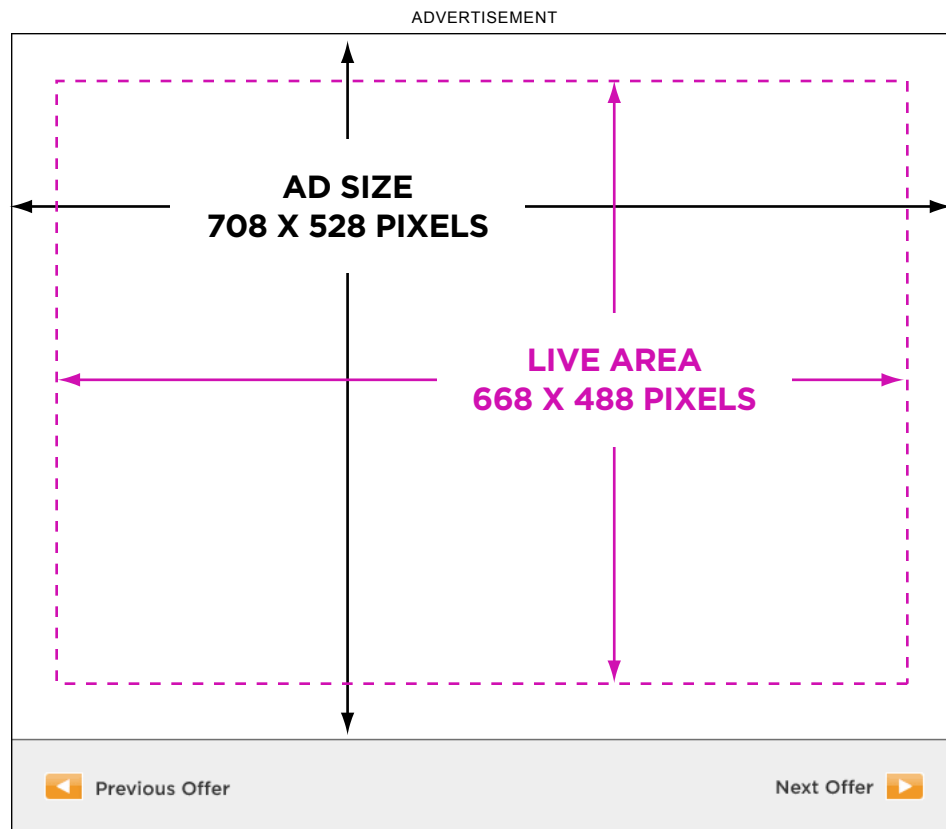 ADVERTISEMENT
AD SIZE
708 X 528 PIXELS
LIVE AREA
668 X 488 PIXELS
Previous Offer
Next Offer